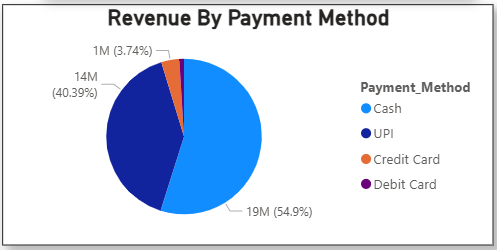 Revenue By Payment Method
1M (3.74%)
14M
(40.39%)
19M (54.9%)
Payment_Method
Cash
UPI
Credit Card
Debit Card